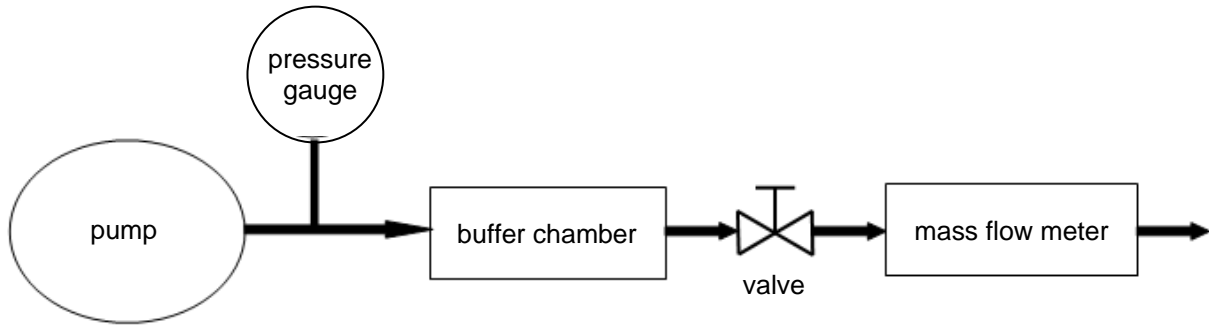 pressure
gauge
pump
buffer chamber
valve
mass flow meter